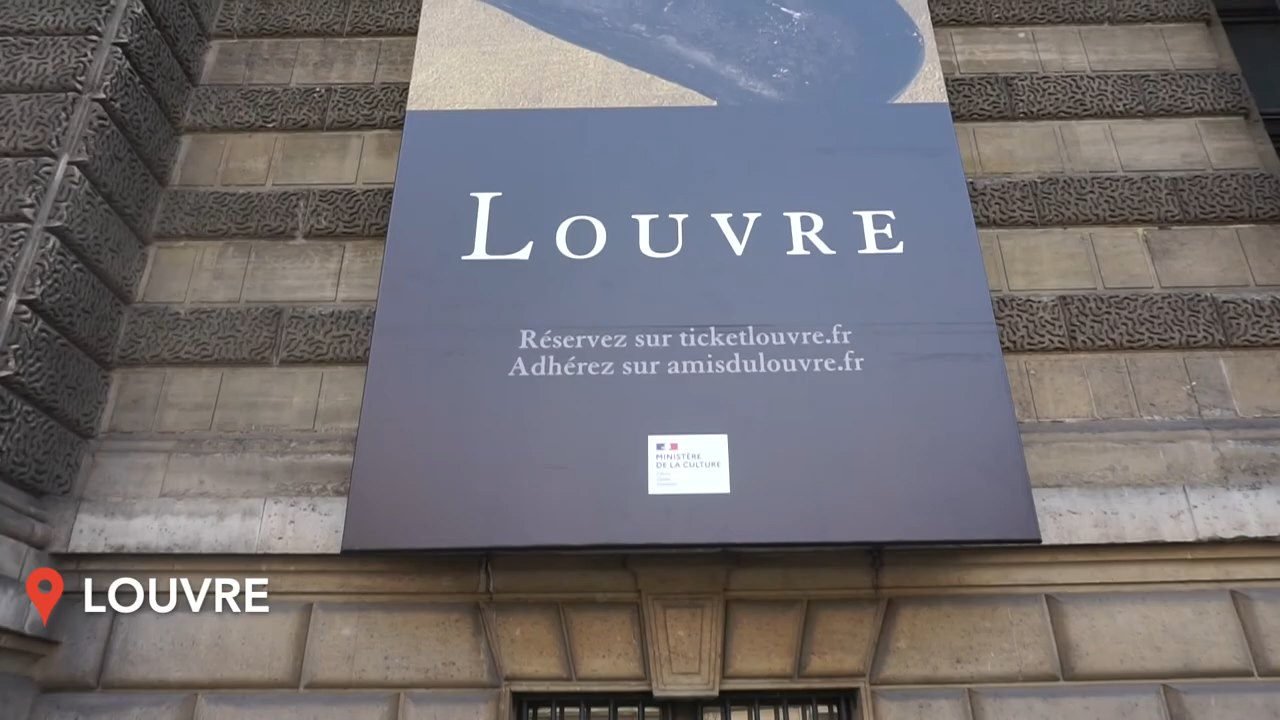 LOUVRE
Réservez sur ticketlouvre.fr
Adhérez sur amisdulouvre.fr
MINISTÈRE
DE LA CULTURE
LOUVRE